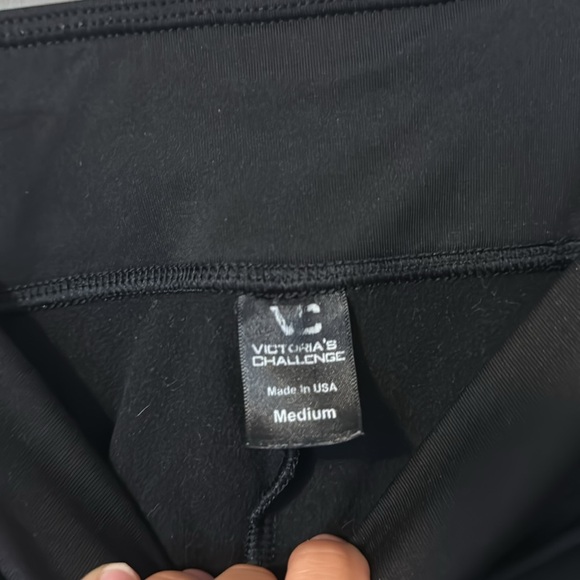 VC
VICTORIA'S
CHALLENGE
Made in USA
Medium